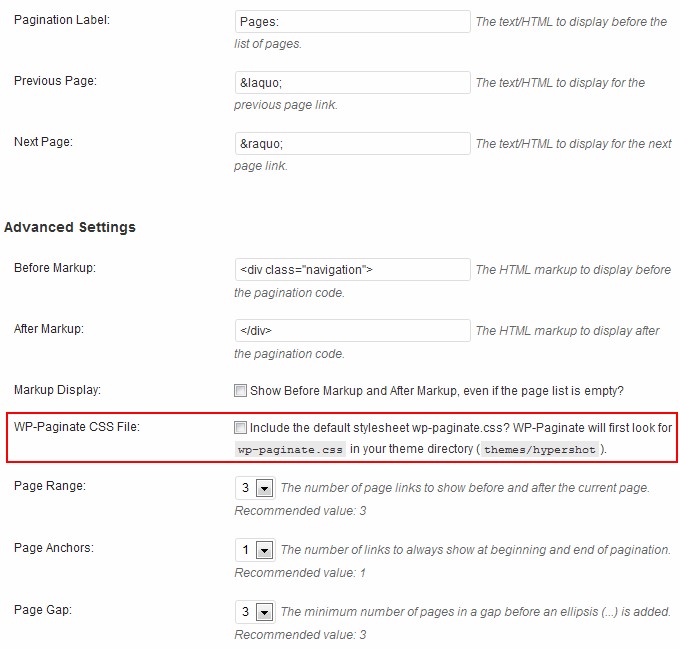 Pagination Label: Pages: The text/HTML to display before the
list of pages.
Previous Page: &laquo; The text/HTML to display for the
previous page link.
Next Page: &raquo; The text/HTML to display for the next
page link.
Advanced Settings
Before Markup: <div class="navigation"> The HTML markup to display before
the pagination code.
After Markup: </div> The HTML markup to display after
the pagination code.
Markup Display: Show Before Markup and After Markup, even if the page list is empty?
WP-Paginate CSS File: Include the default stylesheet wp-paginate.css? WP-Paginate will first look for
wp-paginate.css in your theme directory ( themes/hypershot ).
Page Range: 3 The number of page links to show before and after the current page.
Recommended value: 3
Page Anchors: 1 The number of links to always show at beginning and end of pagination.
Recommended value: 1
Page Gap: 3 The minimum number of pages in a gap before an ellipsis (...) is added.
Recommended value: 3